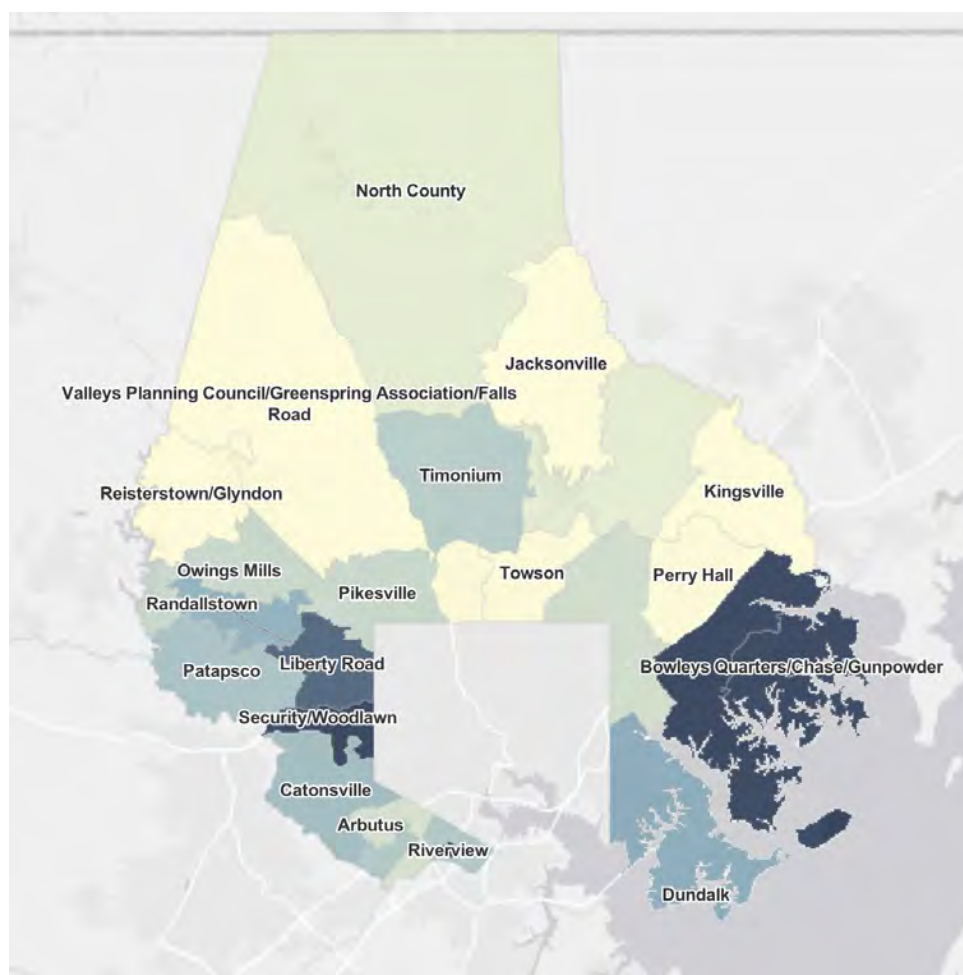 North County
Jacksonville
Valleys Planning Council/Greenspring Association/Falls
Road
Timonium
Reisterstown/Glyndon
Kingsville
Owings Mills
Towson
Perry Hall
Pikesville
Randallstown
Liberty Road
Patapsco
Bowleys Quarters/Chase/Gunpowder
Security/Woodlawn
Catonsville
Arbutus
Riverview
Dundalk